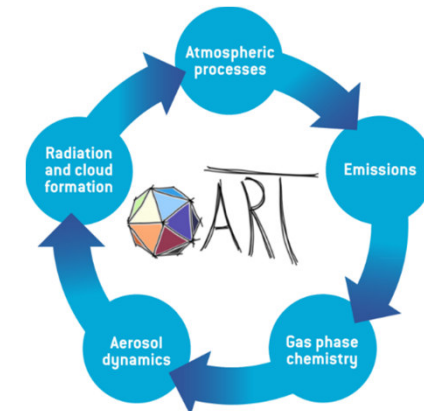 Atmospheric
processes
Emissions
Gas phase
chemistry
Aerosol
dynamics
Radiation
and cloud
formation
ART